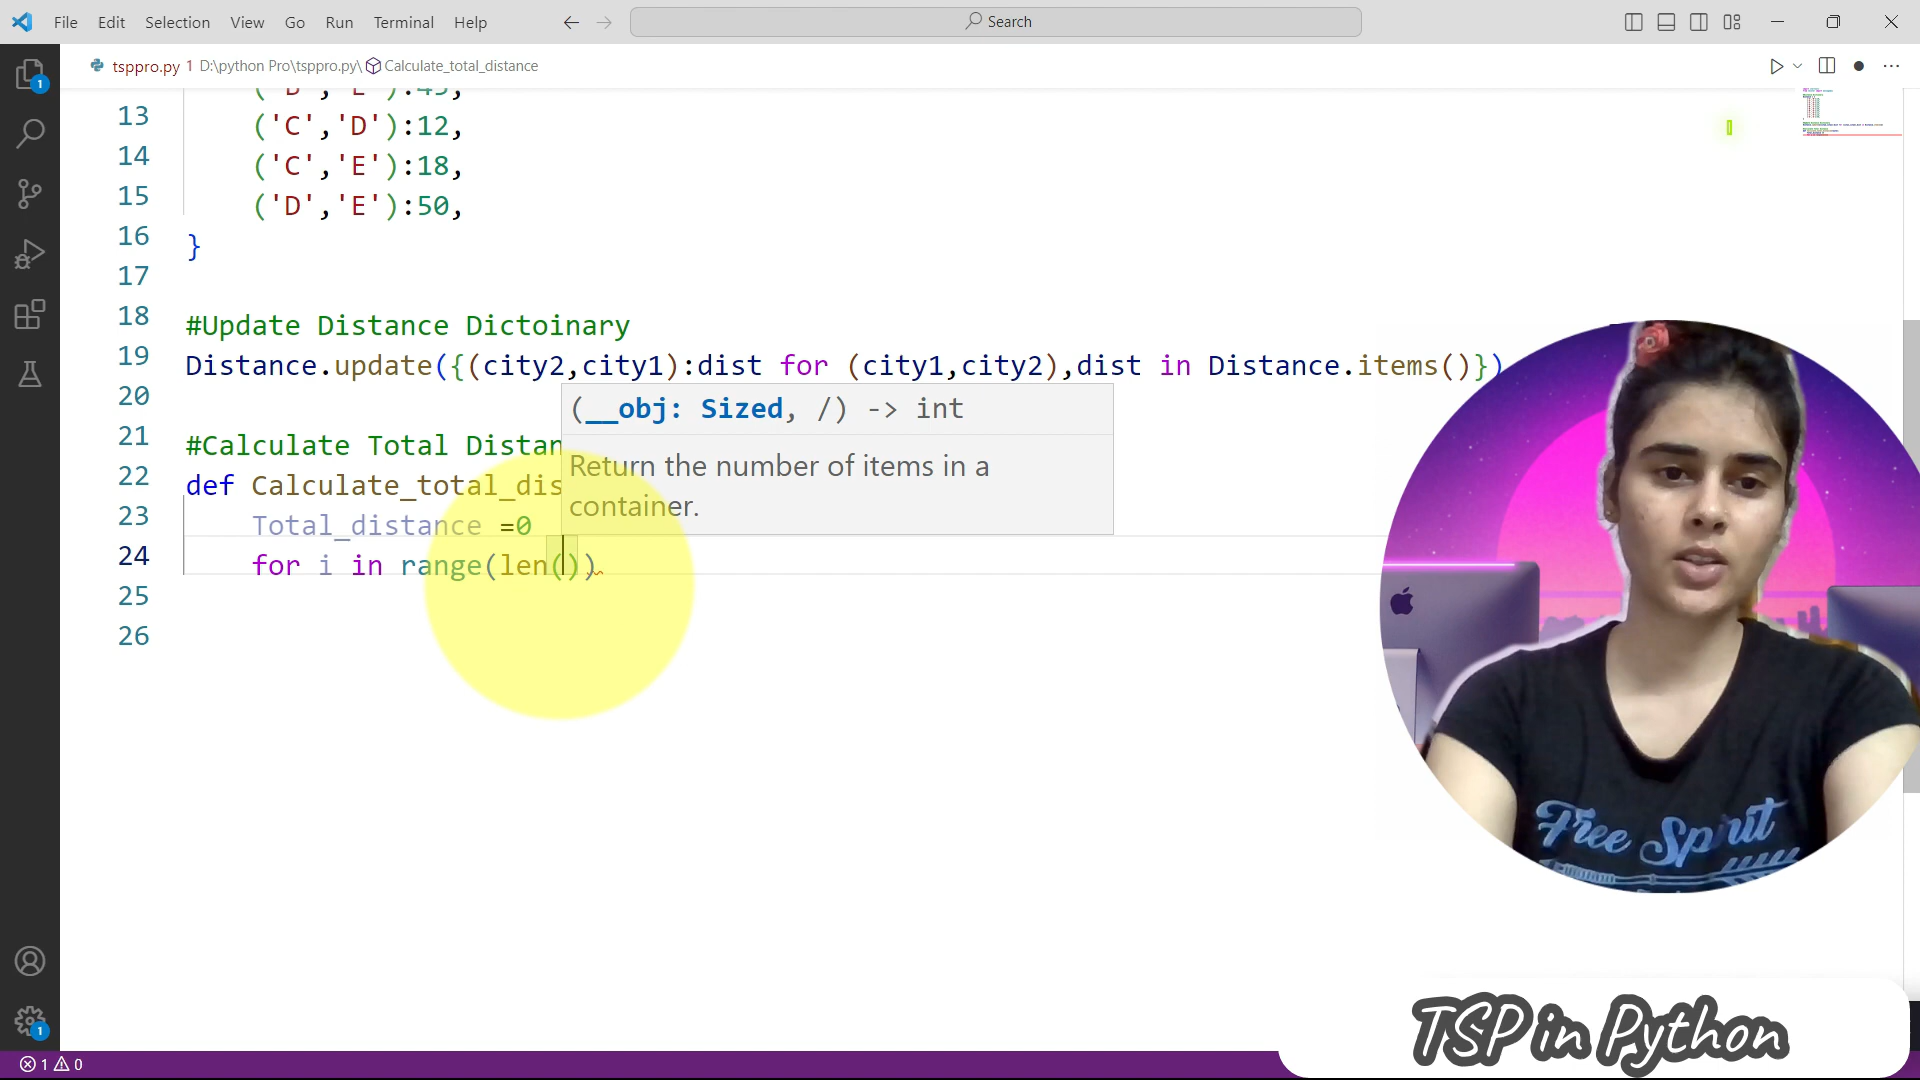 File Edit Selection View Go Run Terminal Help Search
tsppro.py 1 D:\python Pro\tsppro.py\ Calculate_total_distance
13 ('C','D'):12,
14 ('C','E'):18,
15 ('D','E'):50,
16 }
17
18 #Update Distance Dictoinary
19 Distance.update({(city2,city1):dist for (city1,city2),dist in Distance.items()})
20
(__obj: Sized, /) -> int
21 #Calculate Total Distan
Return the number of items in a
22 def Calculate_total_dis
container.
23 Total_distance =0
24 for i in range(len())
25
26
Free Spirit
TSP in Python
1 0
1
1